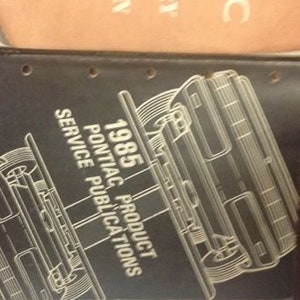 C
1985
PONTIAC PRODUCT
SERVICE PUBLICATIONS